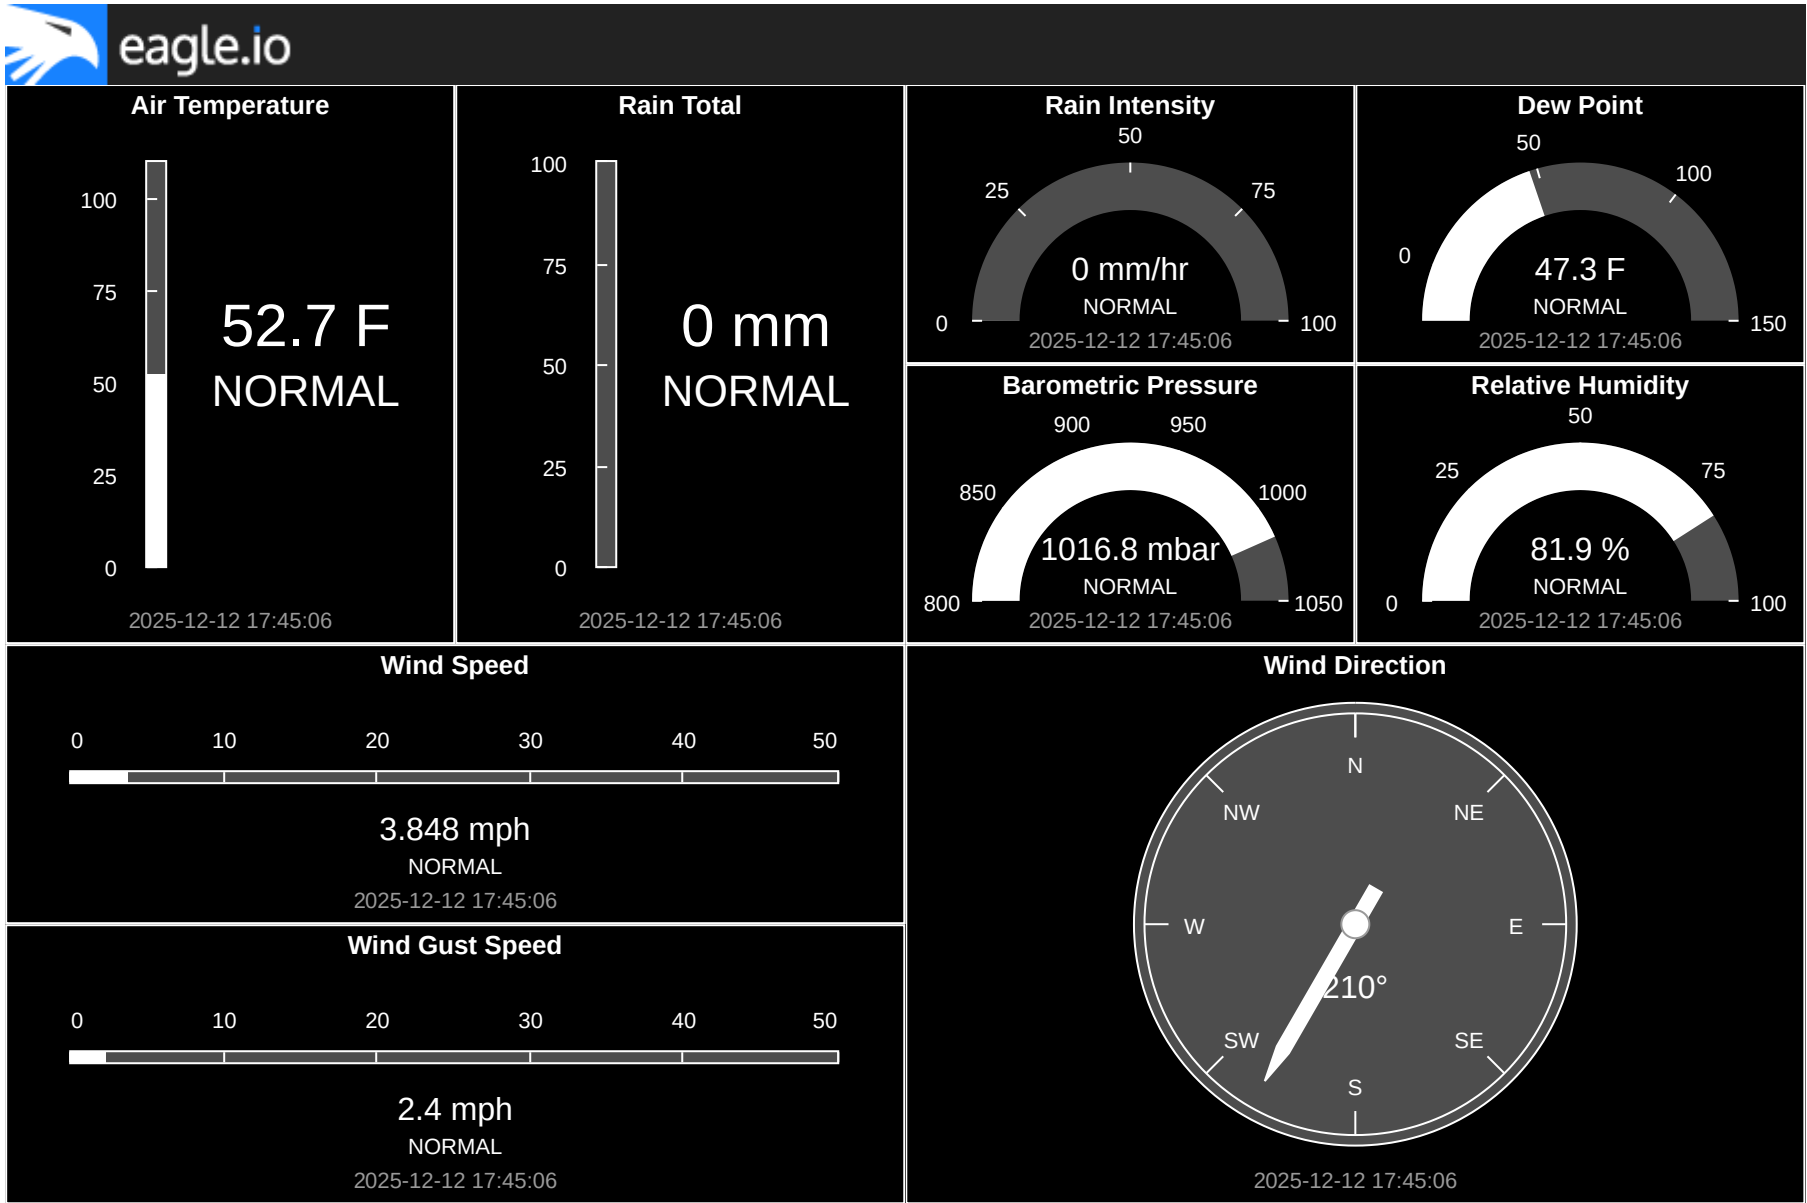 eagle.io
Air Temperature
100
75
50
25
0
52.7 F
NORMAL
2025-12-12 17:45:06
Rain Total
100
75
50
25
0
0 mm
NORMAL
2025-12-12 17:45:06
Rain Intensity
50
25
75
0
100
0 mm/hr
NORMAL
2025-12-12 17:45:06
Dew Point
50
100
0
150
47.3 F
NORMAL
2025-12-12 17:45:06
Barometric Pressure
900
950
850
1000
800
1050
1016.8 mbar
NORMAL
2025-12-12 17:45:06
Relative Humidity
50
25
75
0
100
81.9 %
NORMAL
2025-12-12 17:45:06
Wind Speed
0 10 20 30 40 50
3.848 mph
NORMAL
2025-12-12 17:45:06
Wind Gust Speed
0 10 20 30 40 50
2.4 mph
NORMAL
2025-12-12 17:45:06
Wind Direction
N
NW
NE
W
E
210°
SW
SE
S
2025-12-12 17:45:06